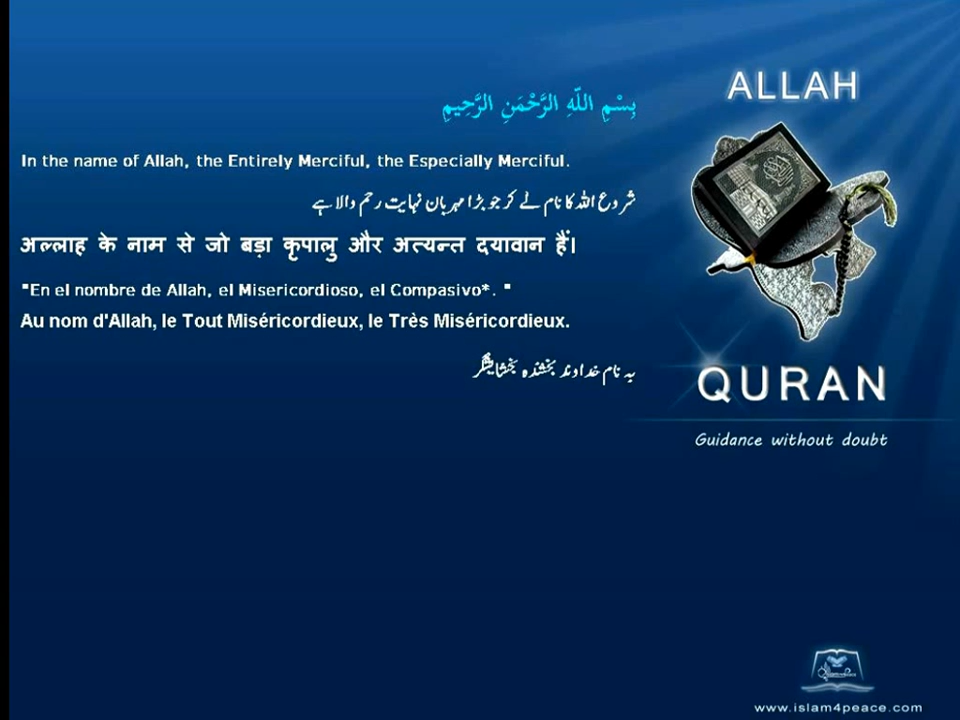 ALLAH
بِسْمِ اللّهِ الرَّحْمَنِ الرَّحِيمِ
In the name of Allah, the Entirely Merciful, the Especially Merciful.
شروع الله کا نام لے کر جو بڑا مہربان نہایت رحم والا ہے
अल्लाह के नाम से जो बड़ा कृपालु और अत्यन्त दयावान हैं।
"En el nombre de Allah, el Misericordioso, el Compasivo*. "
Au nom d'Allah, le Tout Miséricordieux, le Très Miséricordieux.
به نام خداوند بخشنده بخشایشگر
QURAN
Guidance without doubt
www.islam4peace.com